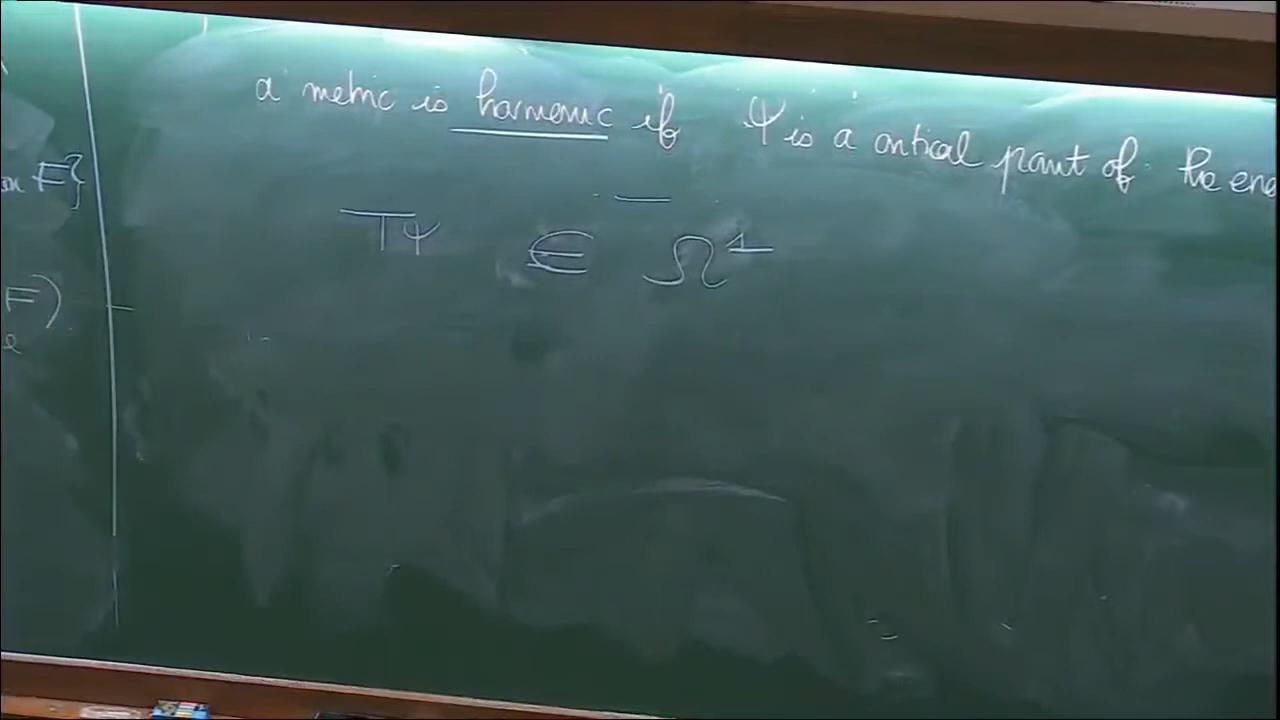 a metric is harmonic if Ψ is a critical point of the ene
F}
TΨ ∈ Ω¹
F)
e